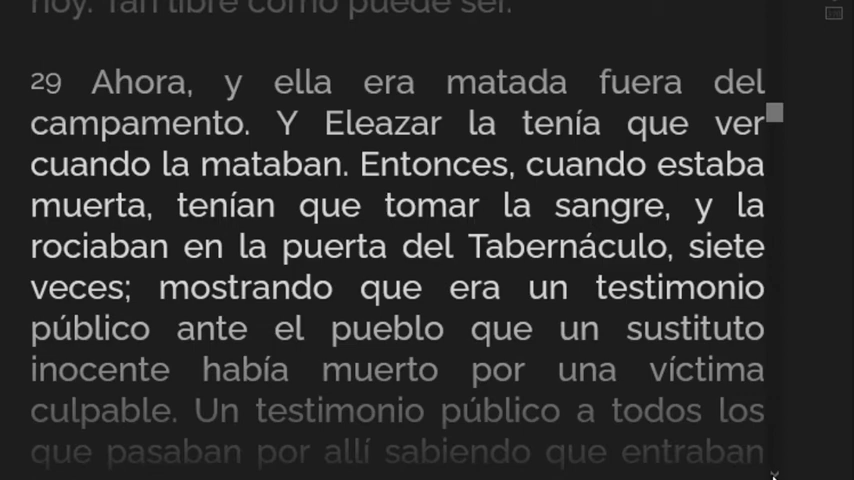 hoy. Tan libre como puede ser.
29 Ahora, y ella era matada fuera del
campamento. Y Eleazar la tenía que ver
cuando la mataban. Entonces, cuando estaba
muerta, tenían que tomar la sangre, y la
rociaban en la puerta del Tabernáculo, siete
veces; mostrando que era un testimonio
público ante el pueblo que un sustituto
inocente había muerto por una víctima
culpable. Un testimonio público a todos los
que pasaban por allí sabiendo que entraban